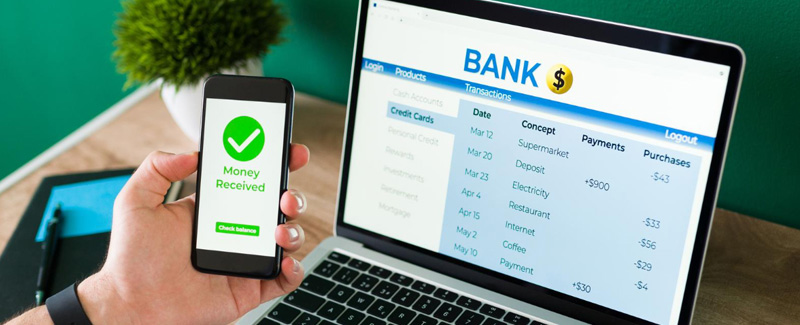 Money
Received
Check balance
BANK $
Login Products Transactions Logout
Cash Accounts
Credit Cards
Personal Credit
Rewards
Investments
Retirement
Mortgage
Date Concept Payments Purchases
Mar 12 Supermarket -$43
Mar 20 Deposit +$900
Mar 23 Electricity -$33
Apr 4 Restaurant -$56
Apr 15 Internet -$29
May 2 Coffee -$4
May 10 Payment +$30